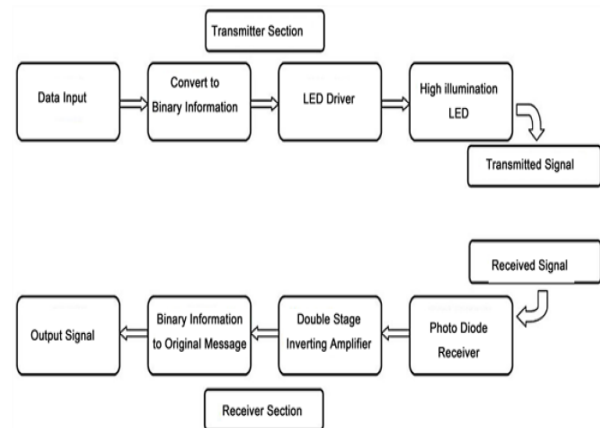 Transmitter Section
Data Input
Convert to
Binary Information
LED Driver
High illumination
LED
Transmitted Signal
Received Signal
Output Signal
Binary Information
to Original Message
Double Stage
Inverting Amplifier
Photo Diode
Receiver
Receiver Section